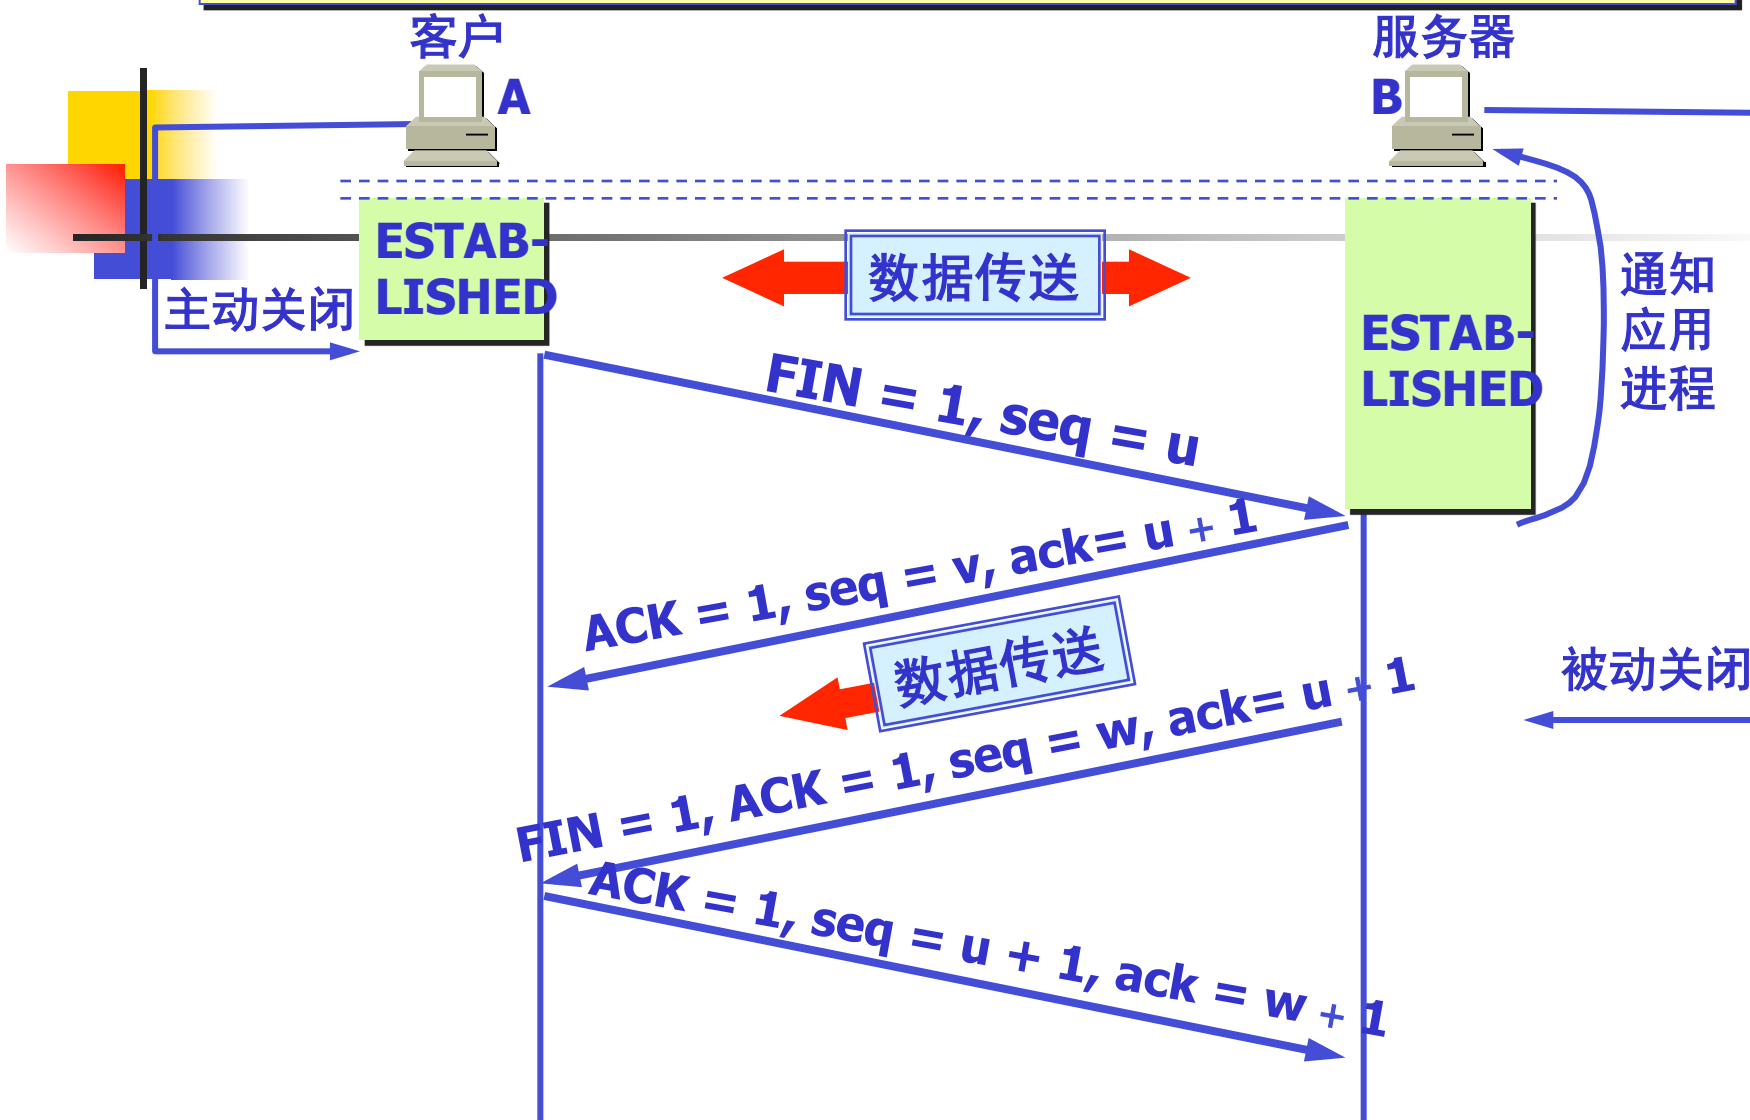 客户
服务器
A
B
ESTAB-
LISHED
数据传送
主动关闭
通知
应用
进程
ESTAB-
LISHED
FIN = 1, seq = u
ACK = 1, seq = v, ack= u + 1
数据传送
被动关闭
FIN = 1, ACK = 1, seq = w, ack= u + 1
ACK = 1, seq = u + 1, ack = w + 1